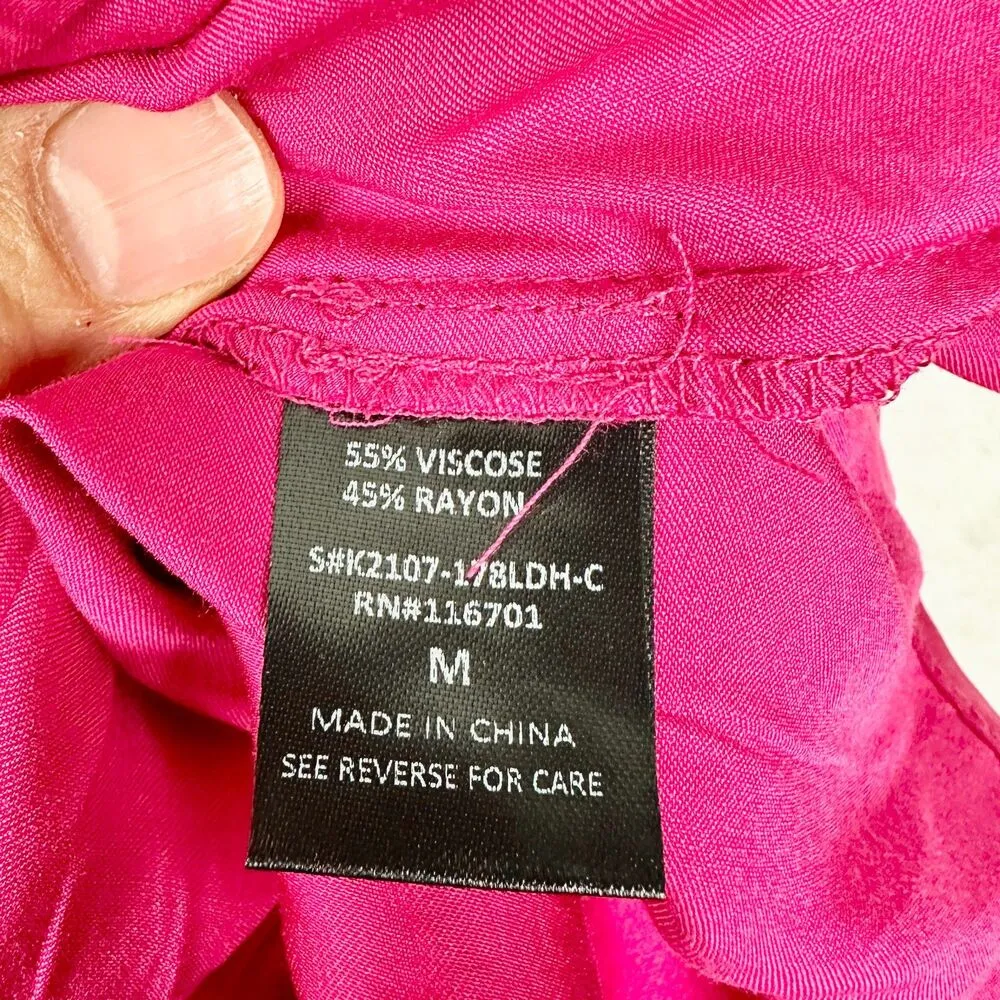 55% VISCOSE
45% RAYON
S#K2107-178LDH-C
RN#116701
M
MADE IN CHINA
SEE REVERSE FOR CARE